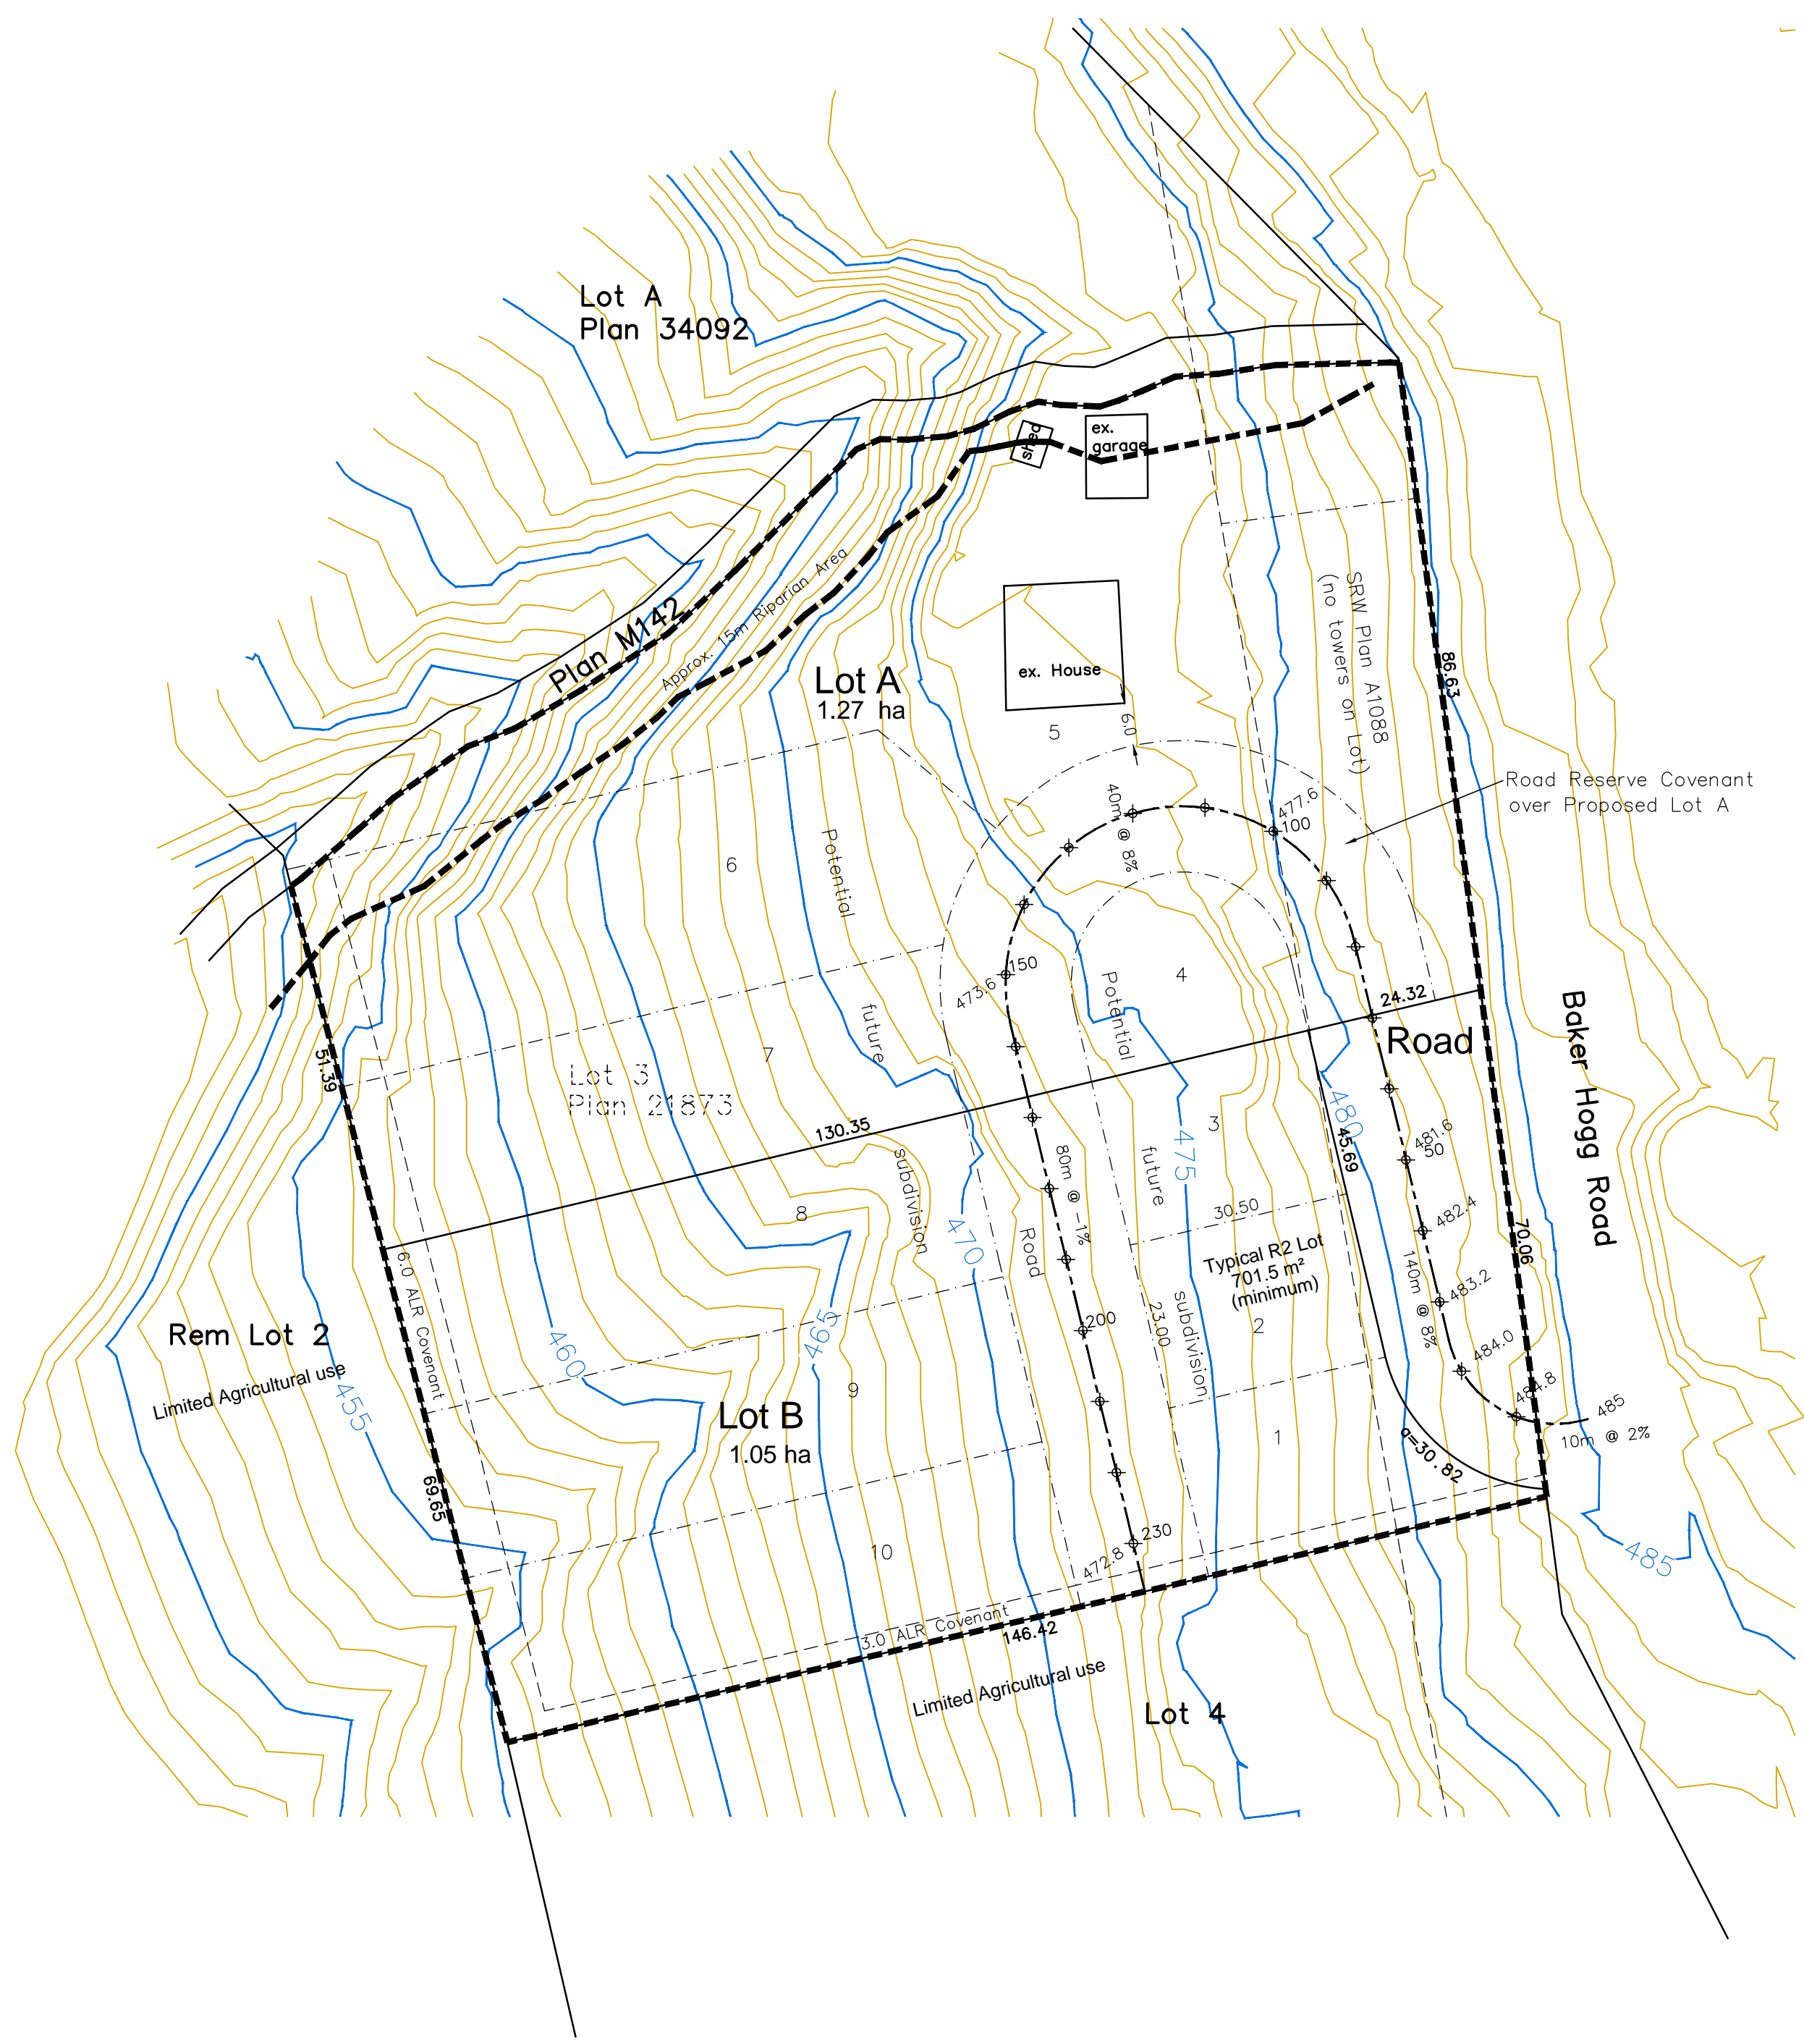 Lot A
Plan 34092
ex.
garage
shed
Plan M142
Approx. 15m Riparian Area
SRW Plan A1088
(no towers on Lot)
86.63
ex. House
Lot A
1.27 ha
5
6.0
Road Reserve Covenant
over Proposed Lot A
40m @ 8%
477.6
100
6
Potential
4
150
473.6
Potential
24.32
Road
Baker Hogg Road
future
7
51.39
Lot 3
Plan 21873
130.35
3
480
45.69
481.6
50
475
future
80m @ -1%
subdivision
8
30.50
482.4
470
Road
70.06
Typical R2 Lot
701.5 m²
(minimum)
6.0 ALR Covenant
140m @ 8%
483.2
Rem Lot 2
Limited Agricultural use
455
460
465
200
23.00
subdivision
2
484.0
9
484.8
485
10m @ 2%
Lot B
1.05 ha
1
a=30.82
69.65
10
230
472.8
485
3.0 ALR Covenant
146.42
Limited Agricultural use
Lot 4